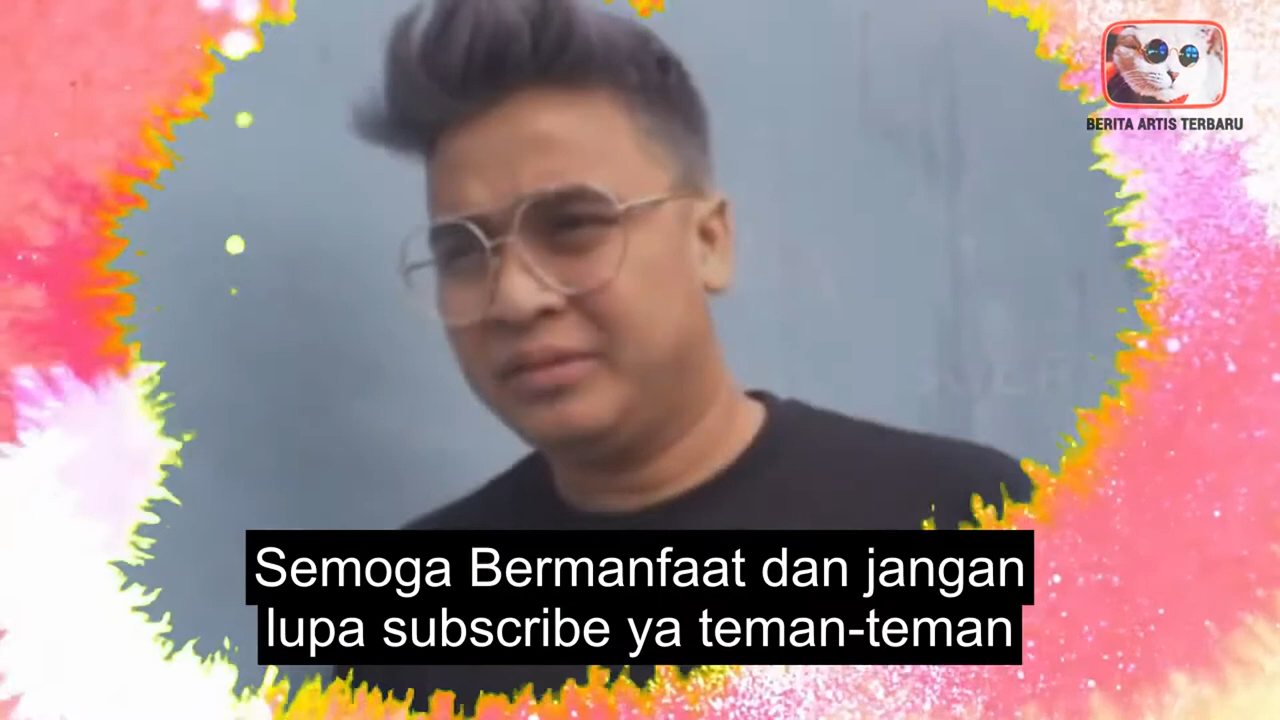 BERITA ARTIS TERBARU
Semoga Bermanfaat dan jangan
lupa subscribe ya teman-teman